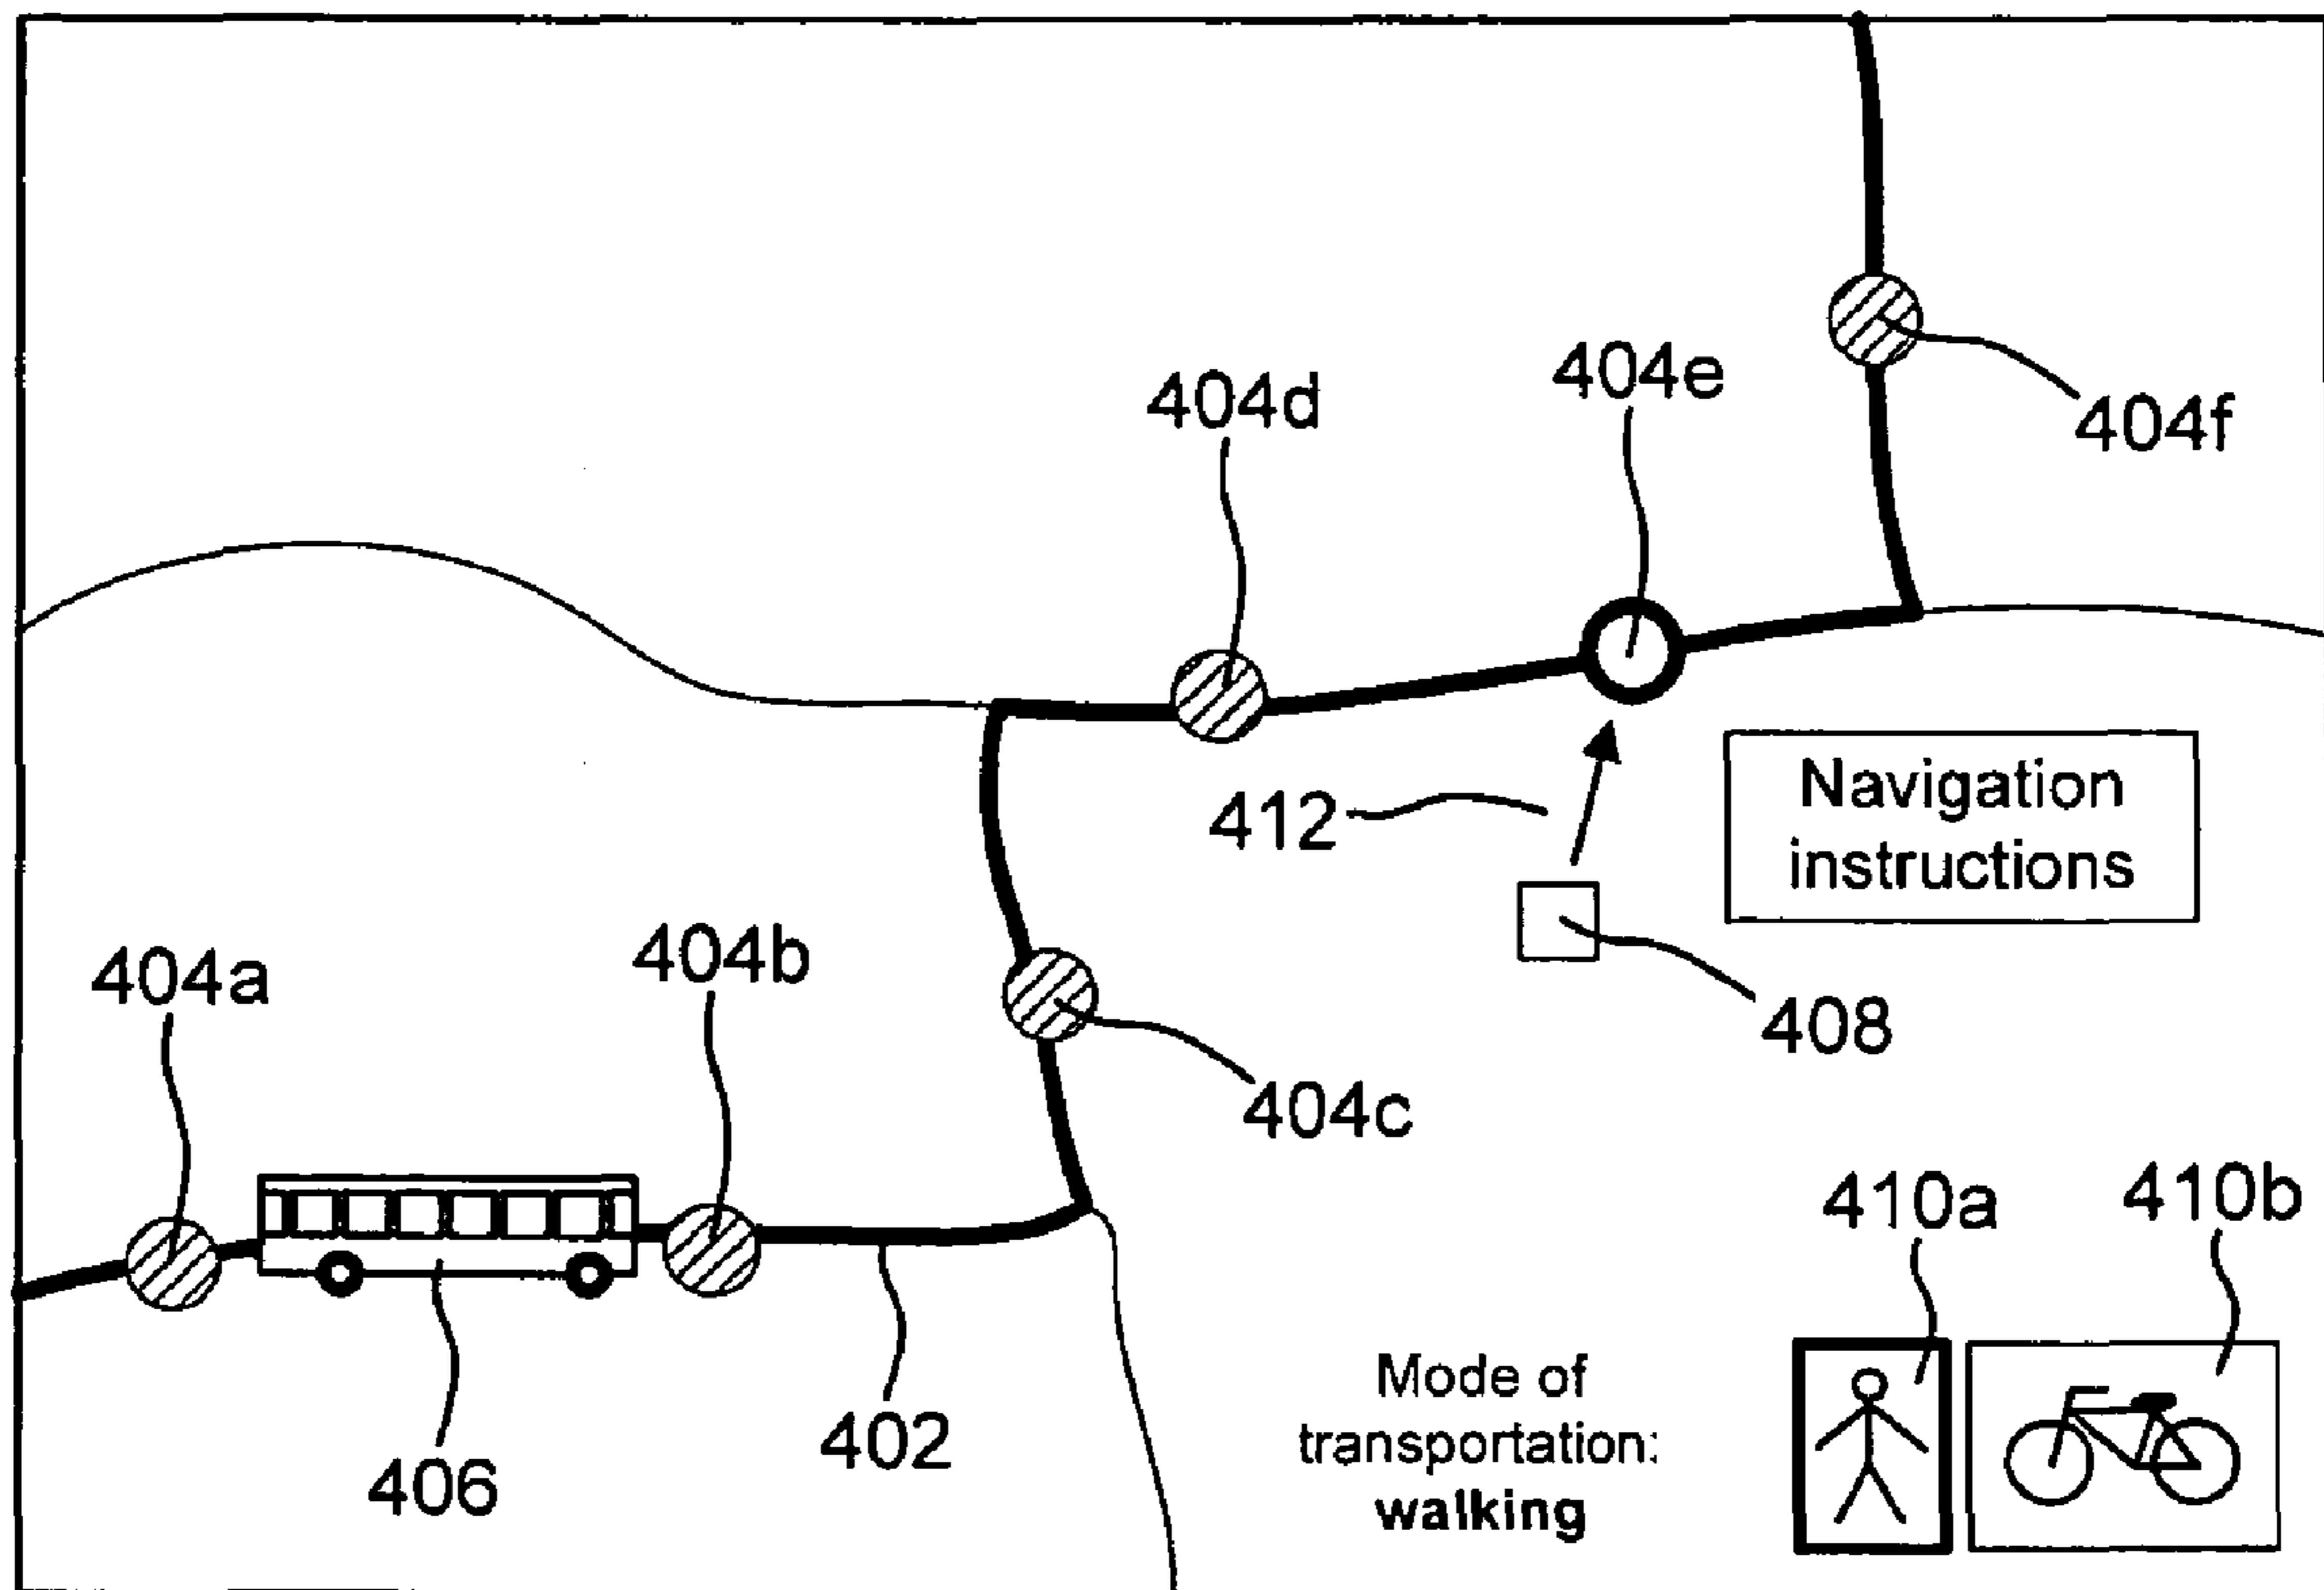 404e
404d
404f
412
Navigation
instructions
404a
404b
408
404c
410a
410b
402
406
Mode of
transportation:
walking